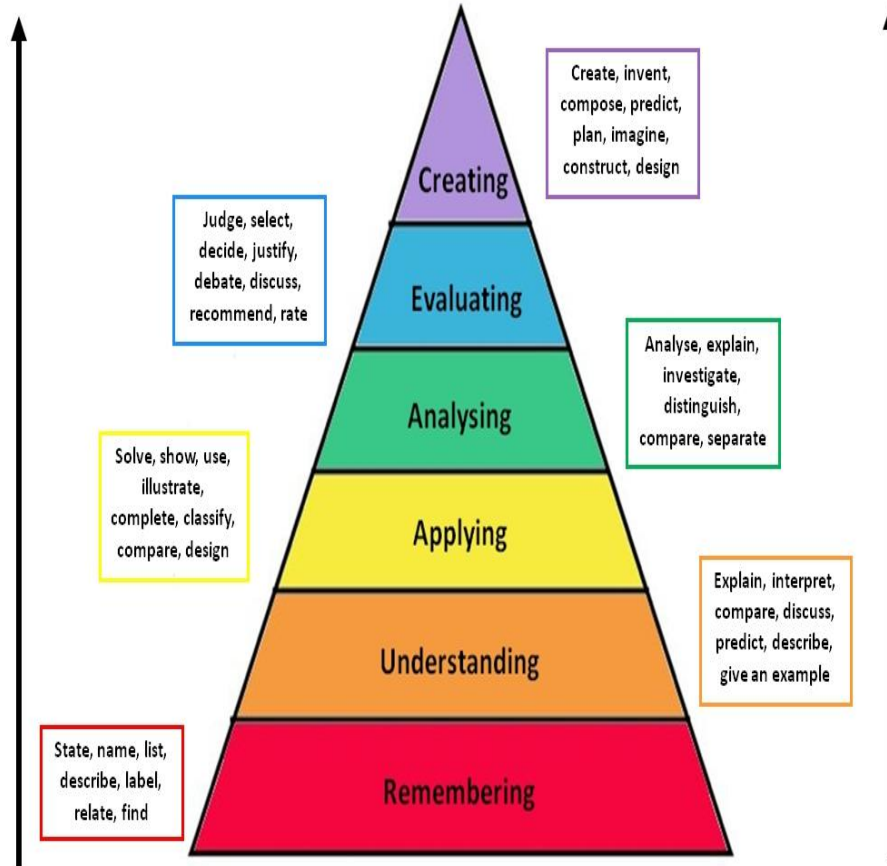 Create, invent,
compose, predict,
plan, imagine,
construct, design
Creating
Judge, select,
decide, justify,
debate, discuss,
recommend, rate
Evaluating
Analyse, explain,
investigate,
distinguish,
compare, separate
Analysing
Solve, show, use,
illustrate,
complete, classify,
compare, design
Applying
Explain, interpret,
compare, discuss,
predict, describe,
give an example
Understanding
State, name, list,
describe, label,
relate, find
Remembering